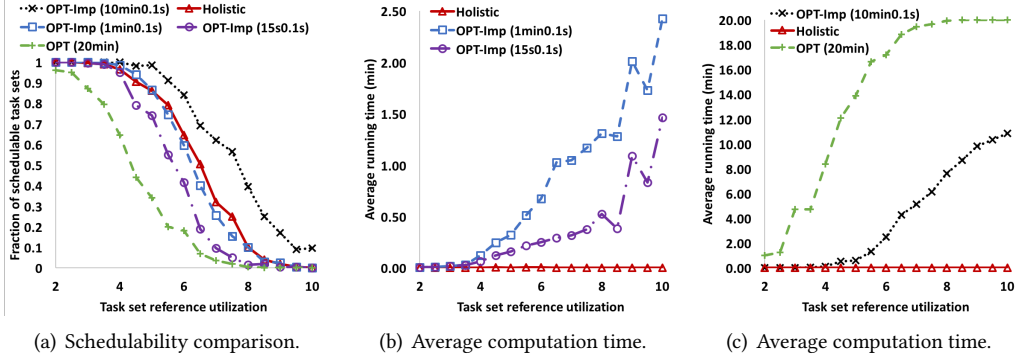 OPT-Imp (10min0.1s) Holistic
OPT-Imp (1min0.1s) OPT-Imp (15s0.1s)
OPT (20min)
Fraction of schedulable task sets
1
0.9
0.8
0.7
0.6
0.5
0.4
0.3
0.2
0.1
0
2 4 6 8 10
Task set reference utilization
(a) Schedulability comparison.
Holistic
OPT-Imp (1min0.1s)
OPT-Imp (15s0.1s)
Average running time (min)
2.50
2.00
1.50
1.00
0.50
0.00
2 4 6 8 10
Task set reference utilization
(b) Average computation time.
OPT-Imp (10min0.1s)
Holistic
OPT (20min)
Average running time (min)
20.00
18.00
16.00
14.00
12.00
10.00
8.00
6.00
4.00
2.00
0.00
2 4 6 8 10
Task set reference utilization
(c) Average computation time.